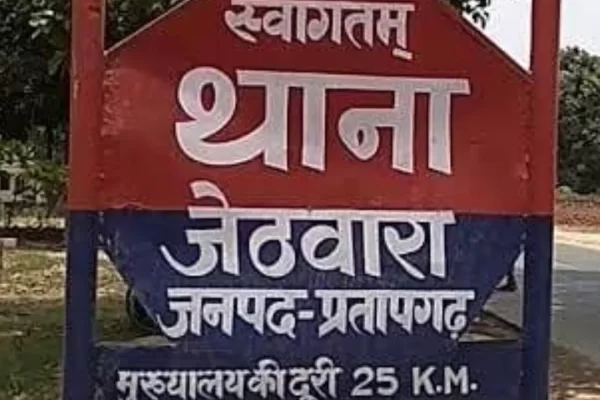 स्वागतम्
थाना
जेठवारा
जनपद-प्रतापगढ़
मुख्यालय की दूरी 25 K.M.